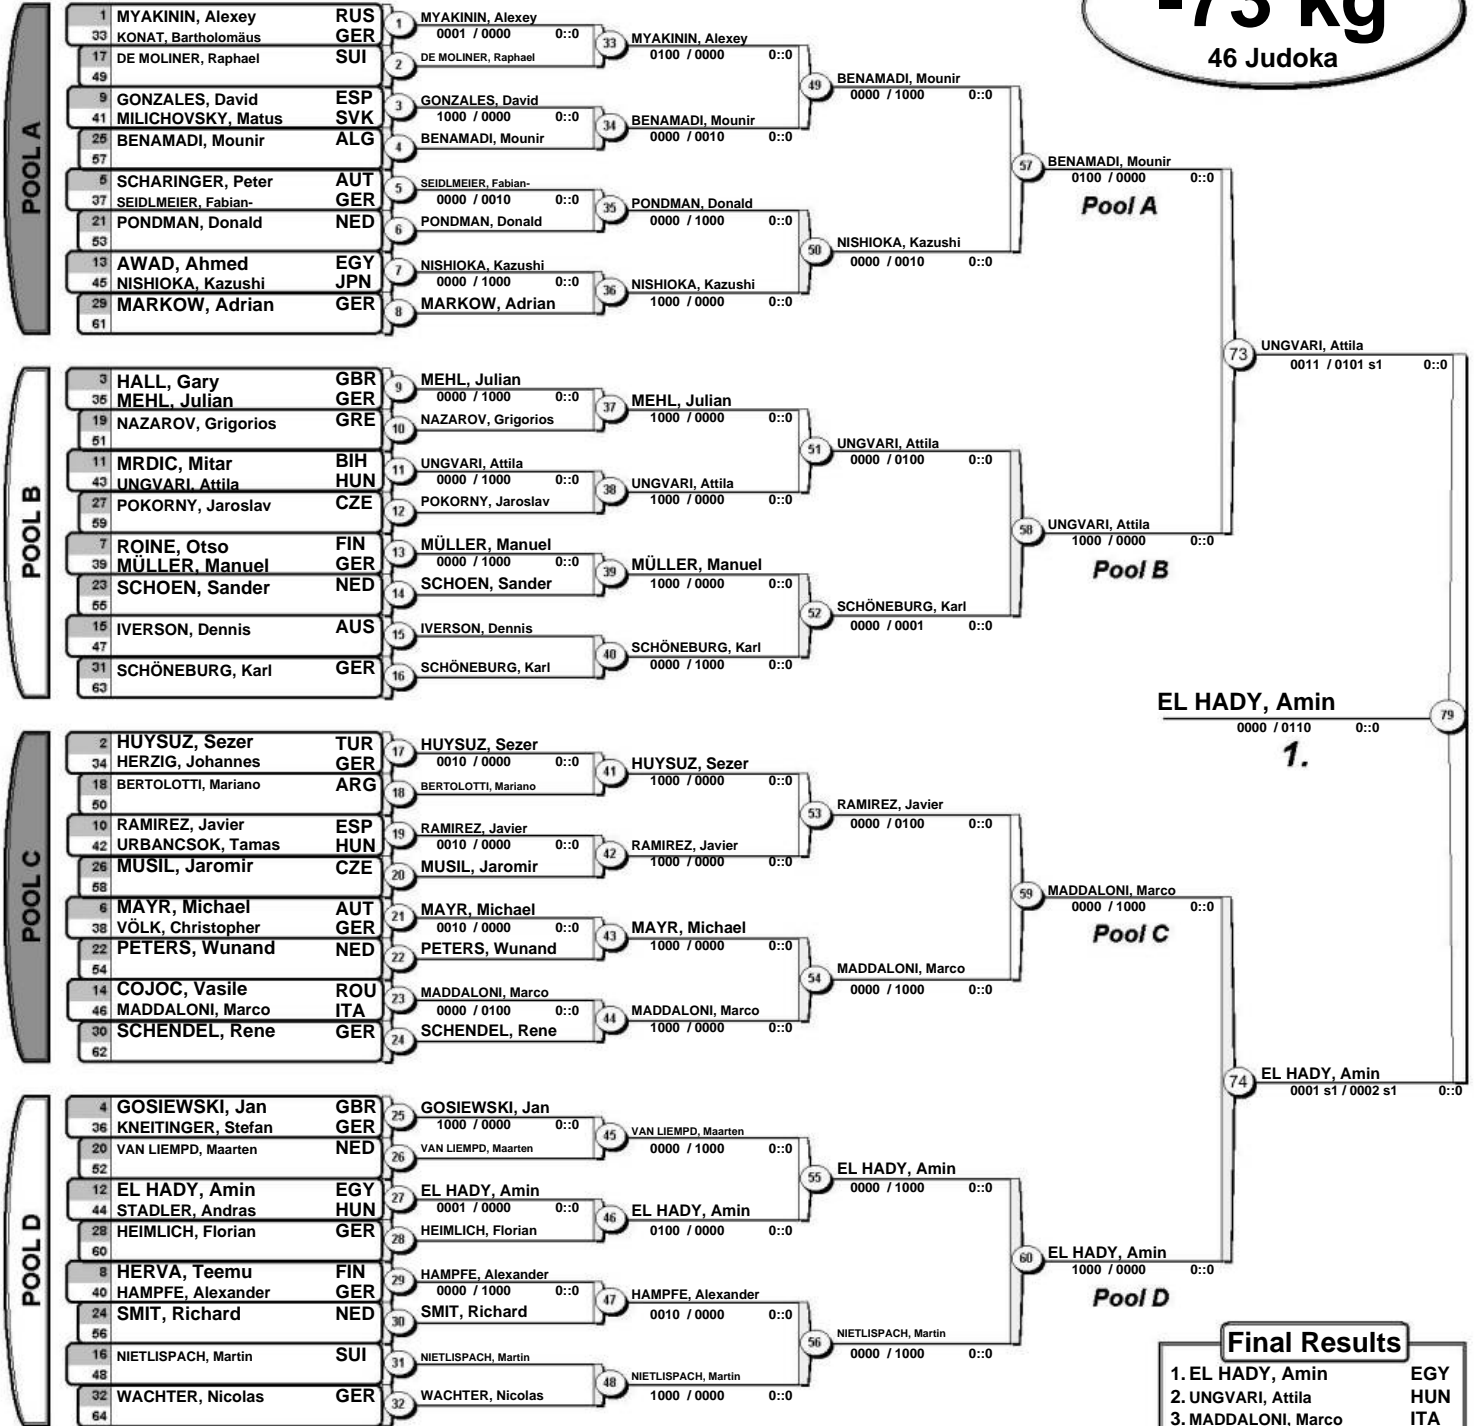 -73 kg
46 Judoka
POOL A
1 MYAKININ, Alexey RUS
33 KONAT, Bartholomäus GER
17 DE MOLINER, Raphael SUI
49
9 GONZALES, David ESP
41 MILICHOVSKY, Matus SVK
25 BENAMADI, Mounir ALG
57
5 SCHARINGER, Peter AUT
37 SEIDLMEIER, Fabian- GER
21 PONDMAN, Donald NED
53
13 AWAD, Ahmed EGY
45 NISHIOKA, Kazushi JPN
29 MARKOW, Adrian GER
61
1 MYAKININ, Alexey
0001 / 0000 0::0
2 DE MOLINER, Raphael
3 GONZALES, David
1000 / 0000 0::0
4 BENAMADI, Mounir
5 SEIDLMEIER, Fabian-
0000 / 0010 0::0
6 PONDMAN, Donald
7 NISHIOKA, Kazushi
0000 / 1000 0::0
8 MARKOW, Adrian
33 MYAKININ, Alexey
0100 / 0000 0::0
34 BENAMADI, Mounir
0000 / 0010 0::0
35 PONDMAN, Donald
0000 / 1000 0::0
36 NISHIOKA, Kazushi
1000 / 0000 0::0
49 BENAMADI, Mounir
0000 / 1000 0::0
50 NISHIOKA, Kazushi
0000 / 0010 0::0
57 BENAMADI, Mounir
0100 / 0000 0::0
Pool A
POOL B
3 HALL, Gary GBR
35 MEHL, Julian GER
19 NAZAROV, Grigorios GRE
51
11 MRDIC, Mitar BIH
43 UNGVARI, Attila HUN
27 POKORNY, Jaroslav CZE
59
7 ROINE, Otso FIN
39 MÜLLER, Manuel GER
23 SCHOEN, Sander NED
55
15 IVERSON, Dennis AUS
47
31 SCHÖNEBURG, Karl GER
63
9 MEHL, Julian
0000 / 1000 0::0
10 NAZAROV, Grigorios
11 UNGVARI, Attila
0000 / 1000 0::0
12 POKORNY, Jaroslav
13 MÜLLER, Manuel
0000 / 1000 0::0
14 SCHOEN, Sander
15 IVERSON, Dennis
16 SCHÖNEBURG, Karl
37 MEHL, Julian
1000 / 0000 0::0
38 UNGVARI, Attila
1000 / 0000 0::0
39 MÜLLER, Manuel
1000 / 0000 0::0
40 SCHÖNEBURG, Karl
0000 / 1000 0::0
51 UNGVARI, Attila
0000 / 0100 0::0
52 SCHÖNEBURG, Karl
0000 / 0001 0::0
58 UNGVARI, Attila
1000 / 0000 0::0
Pool B
73 UNGVARI, Attila
0011 / 0101 s1 0::0
EL HADY, Amin 79
0000 / 0110 0::0
1.
POOL C
2 HUYSUZ, Sezer TUR
34 HERZIG, Johannes GER
18 BERTOLOTTI, Mariano ARG
50
10 RAMIREZ, Javier ESP
42 URBANCSOK, Tamas HUN
26 MUSIL, Jaromir CZE
58
6 MAYR, Michael AUT
38 VÖLK, Christopher GER
22 PETERS, Wunand NED
54
14 COJOC, Vasile ROU
46 MADDALONI, Marco ITA
30 SCHENDEL, Rene GER
62
17 HUYSUZ, Sezer
0010 / 0000 0::0
18 BERTOLOTTI, Mariano
19 RAMIREZ, Javier
0010 / 0000 0::0
20 MUSIL, Jaromir
21 MAYR, Michael
0010 / 0000 0::0
22 PETERS, Wunand
23 MADDALONI, Marco
0000 / 0100 0::0
24 SCHENDEL, Rene
41 HUYSUZ, Sezer
1000 / 0000 0::0
42 RAMIREZ, Javier
1000 / 0000 0::0
43 MAYR, Michael
1000 / 0000 0::0
44 MADDALONI, Marco
1000 / 0000 0::0
53 RAMIREZ, Javier
0000 / 0100 0::0
54 MADDALONI, Marco
0000 / 1000 0::0
59 MADDALONI, Marco
0000 / 1000 0::0
Pool C
POOL D
4 GOSIEWSKI, Jan GBR
36 KNEITINGER, Stefan GER
20 VAN LIEMPD, Maarten NED
52
12 EL HADY, Amin EGY
44 STADLER, Andras HUN
28 HEIMLICH, Florian GER
60
8 HERVA, Teemu FIN
40 HAMPFE, Alexander GER
24 SMIT, Richard NED
56
16 NIETLISPACH, Martin SUI
48
32 WACHTER, Nicolas GER
64
25 GOSIEWSKI, Jan
1000 / 0000 0::0
26 VAN LIEMPD, Maarten
27 EL HADY, Amin
0001 / 0000 0::0
28 HEIMLICH, Florian
29 HAMPFE, Alexander
0000 / 1000 0::0
30 SMIT, Richard
31 NIETLISPACH, Martin
32 WACHTER, Nicolas
45 VAN LIEMPD, Maarten
0000 / 1000 0::0
46 EL HADY, Amin
0100 / 0000 0::0
47 HAMPFE, Alexander
0010 / 0000 0::0
48 NIETLISPACH, Martin
1000 / 0000 0::0
55 EL HADY, Amin
0000 / 1000 0::0
56 NIETLISPACH, Martin
0000 / 1000 0::0
60 EL HADY, Amin
1000 / 0000 0::0
Pool D
74 EL HADY, Amin
0001 s1 / 0002 s1 0::0
Final Results
1. EL HADY, Amin EGY
2. UNGVARI, Attila HUN
3. MADDALONI, Marco ITA